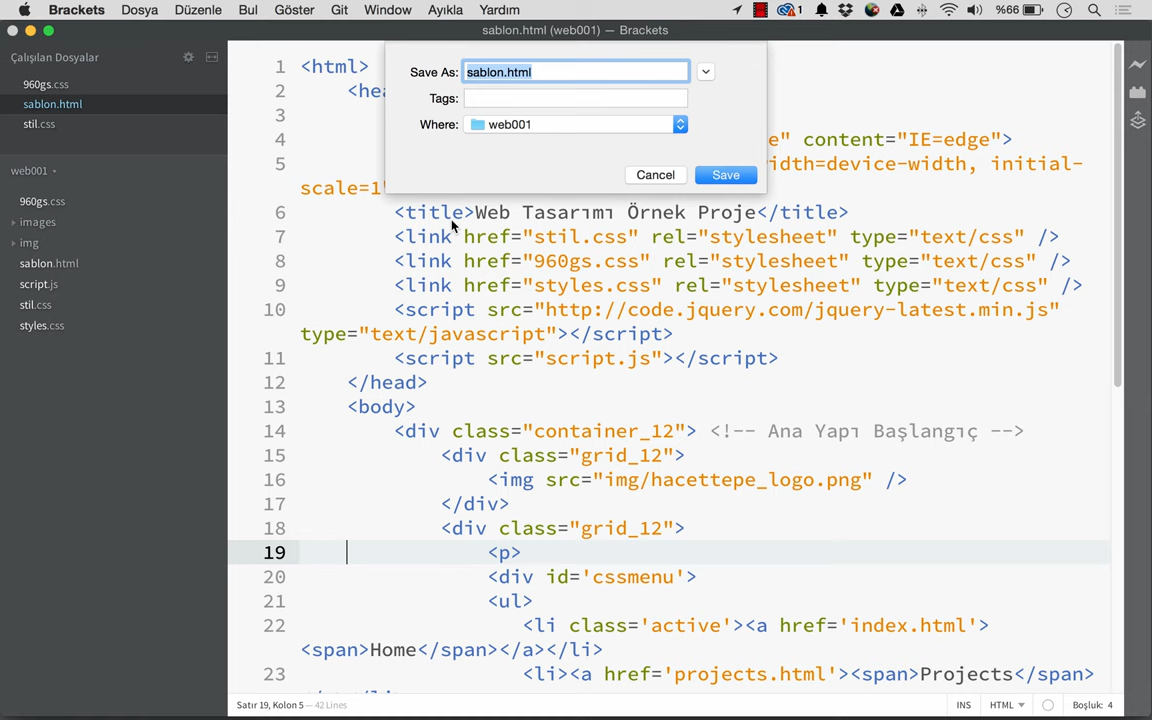 Brackets Dosya Düzenle Bul Göster Git Window Ayıkla Yardım 1 %66
sablon.html (web001) — Brackets
Çalışılan Dosyalar
960gs.css
sablon.html
stil.css
web001
960gs.css
images
img
sablon.html
script.js
stil.css
styles.css
Save As: sablon.html
Tags:
Where: web001
Cancel Save
1 <html>
2 <hea
3
4 e" content="IE=edge">
5 idth=device-width, initial-
scale=1"
6 <title>Web Tasarımı Örnek Proje</title>
7 <link href="stil.css" rel="stylesheet" type="text/css" />
8 <link href="960gs.css" rel="stylesheet" type="text/css" />
9 <link href="styles.css" rel="stylesheet" type="text/css" />
10 <script src="http://code.jquery.com/jquery-latest.min.js"
type="text/javascript"></script>
11 <script src="script.js"></script>
12 </head>
13 <body>
14 <div class="container_12"> <!-- Ana Yapı Başlangıç -->
15 <div class="grid_12">
16 <img src="img/hacettepe_logo.png" />
17 </div>
18 <div class="grid_12">
19 <p>
20 <div id='cssmenu'>
21 <ul>
22 <li class='active'><a href='index.html'>
<span>Home</span></a></li>
23 <li><a href='projects.html'><span>Projects</span>
Satır 19, Kolon 5 — 42 Lines INS HTML Boşluk: 4